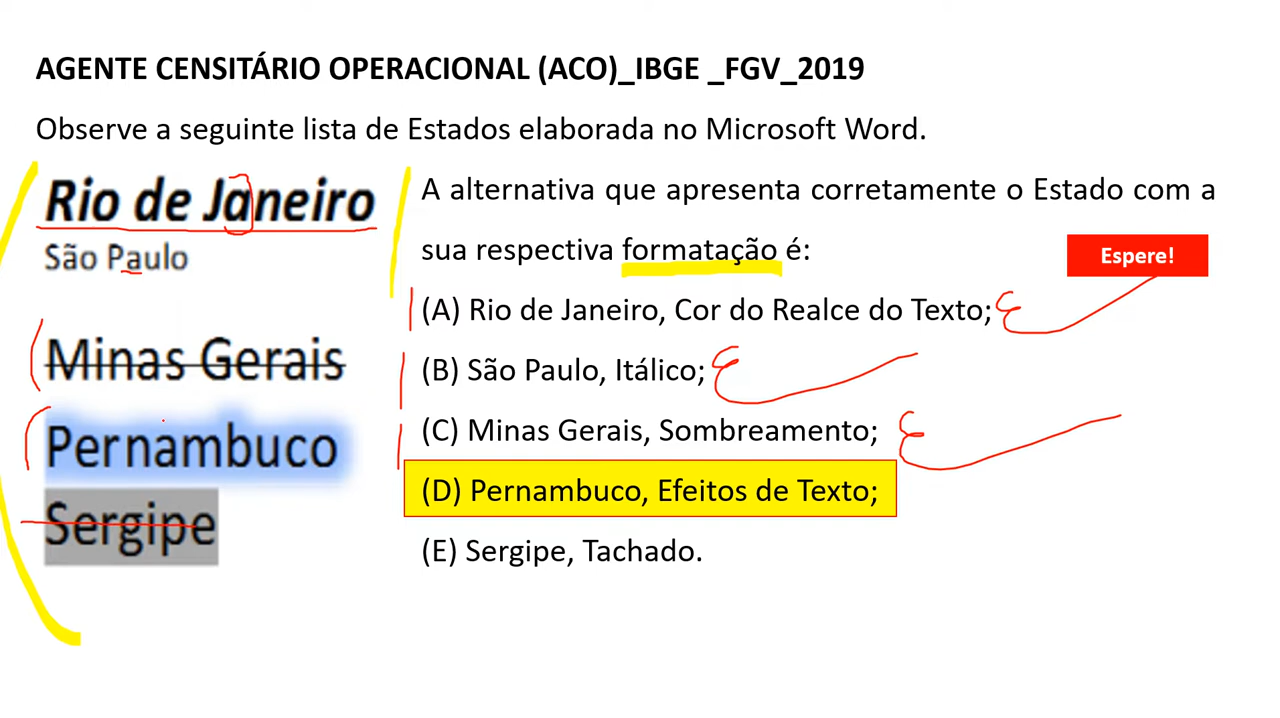 AGENTE CENSITÁRIO OPERACIONAL (ACO)_IBGE _FGV_2019
Observe a seguinte lista de Estados elaborada no Microsoft Word.
Rio de Janeiro
São Paulo
Minas Gerais
Pernambuco
Sergipe
A alternativa que apresenta corretamente o Estado com a
sua respectiva formatação é:
Espere!
(A) Rio de Janeiro, Cor do Realce do Texto;
(B) São Paulo, Itálico;
(C) Minas Gerais, Sombreamento;
(D) Pernambuco, Efeitos de Texto;
(E) Sergipe, Tachado.